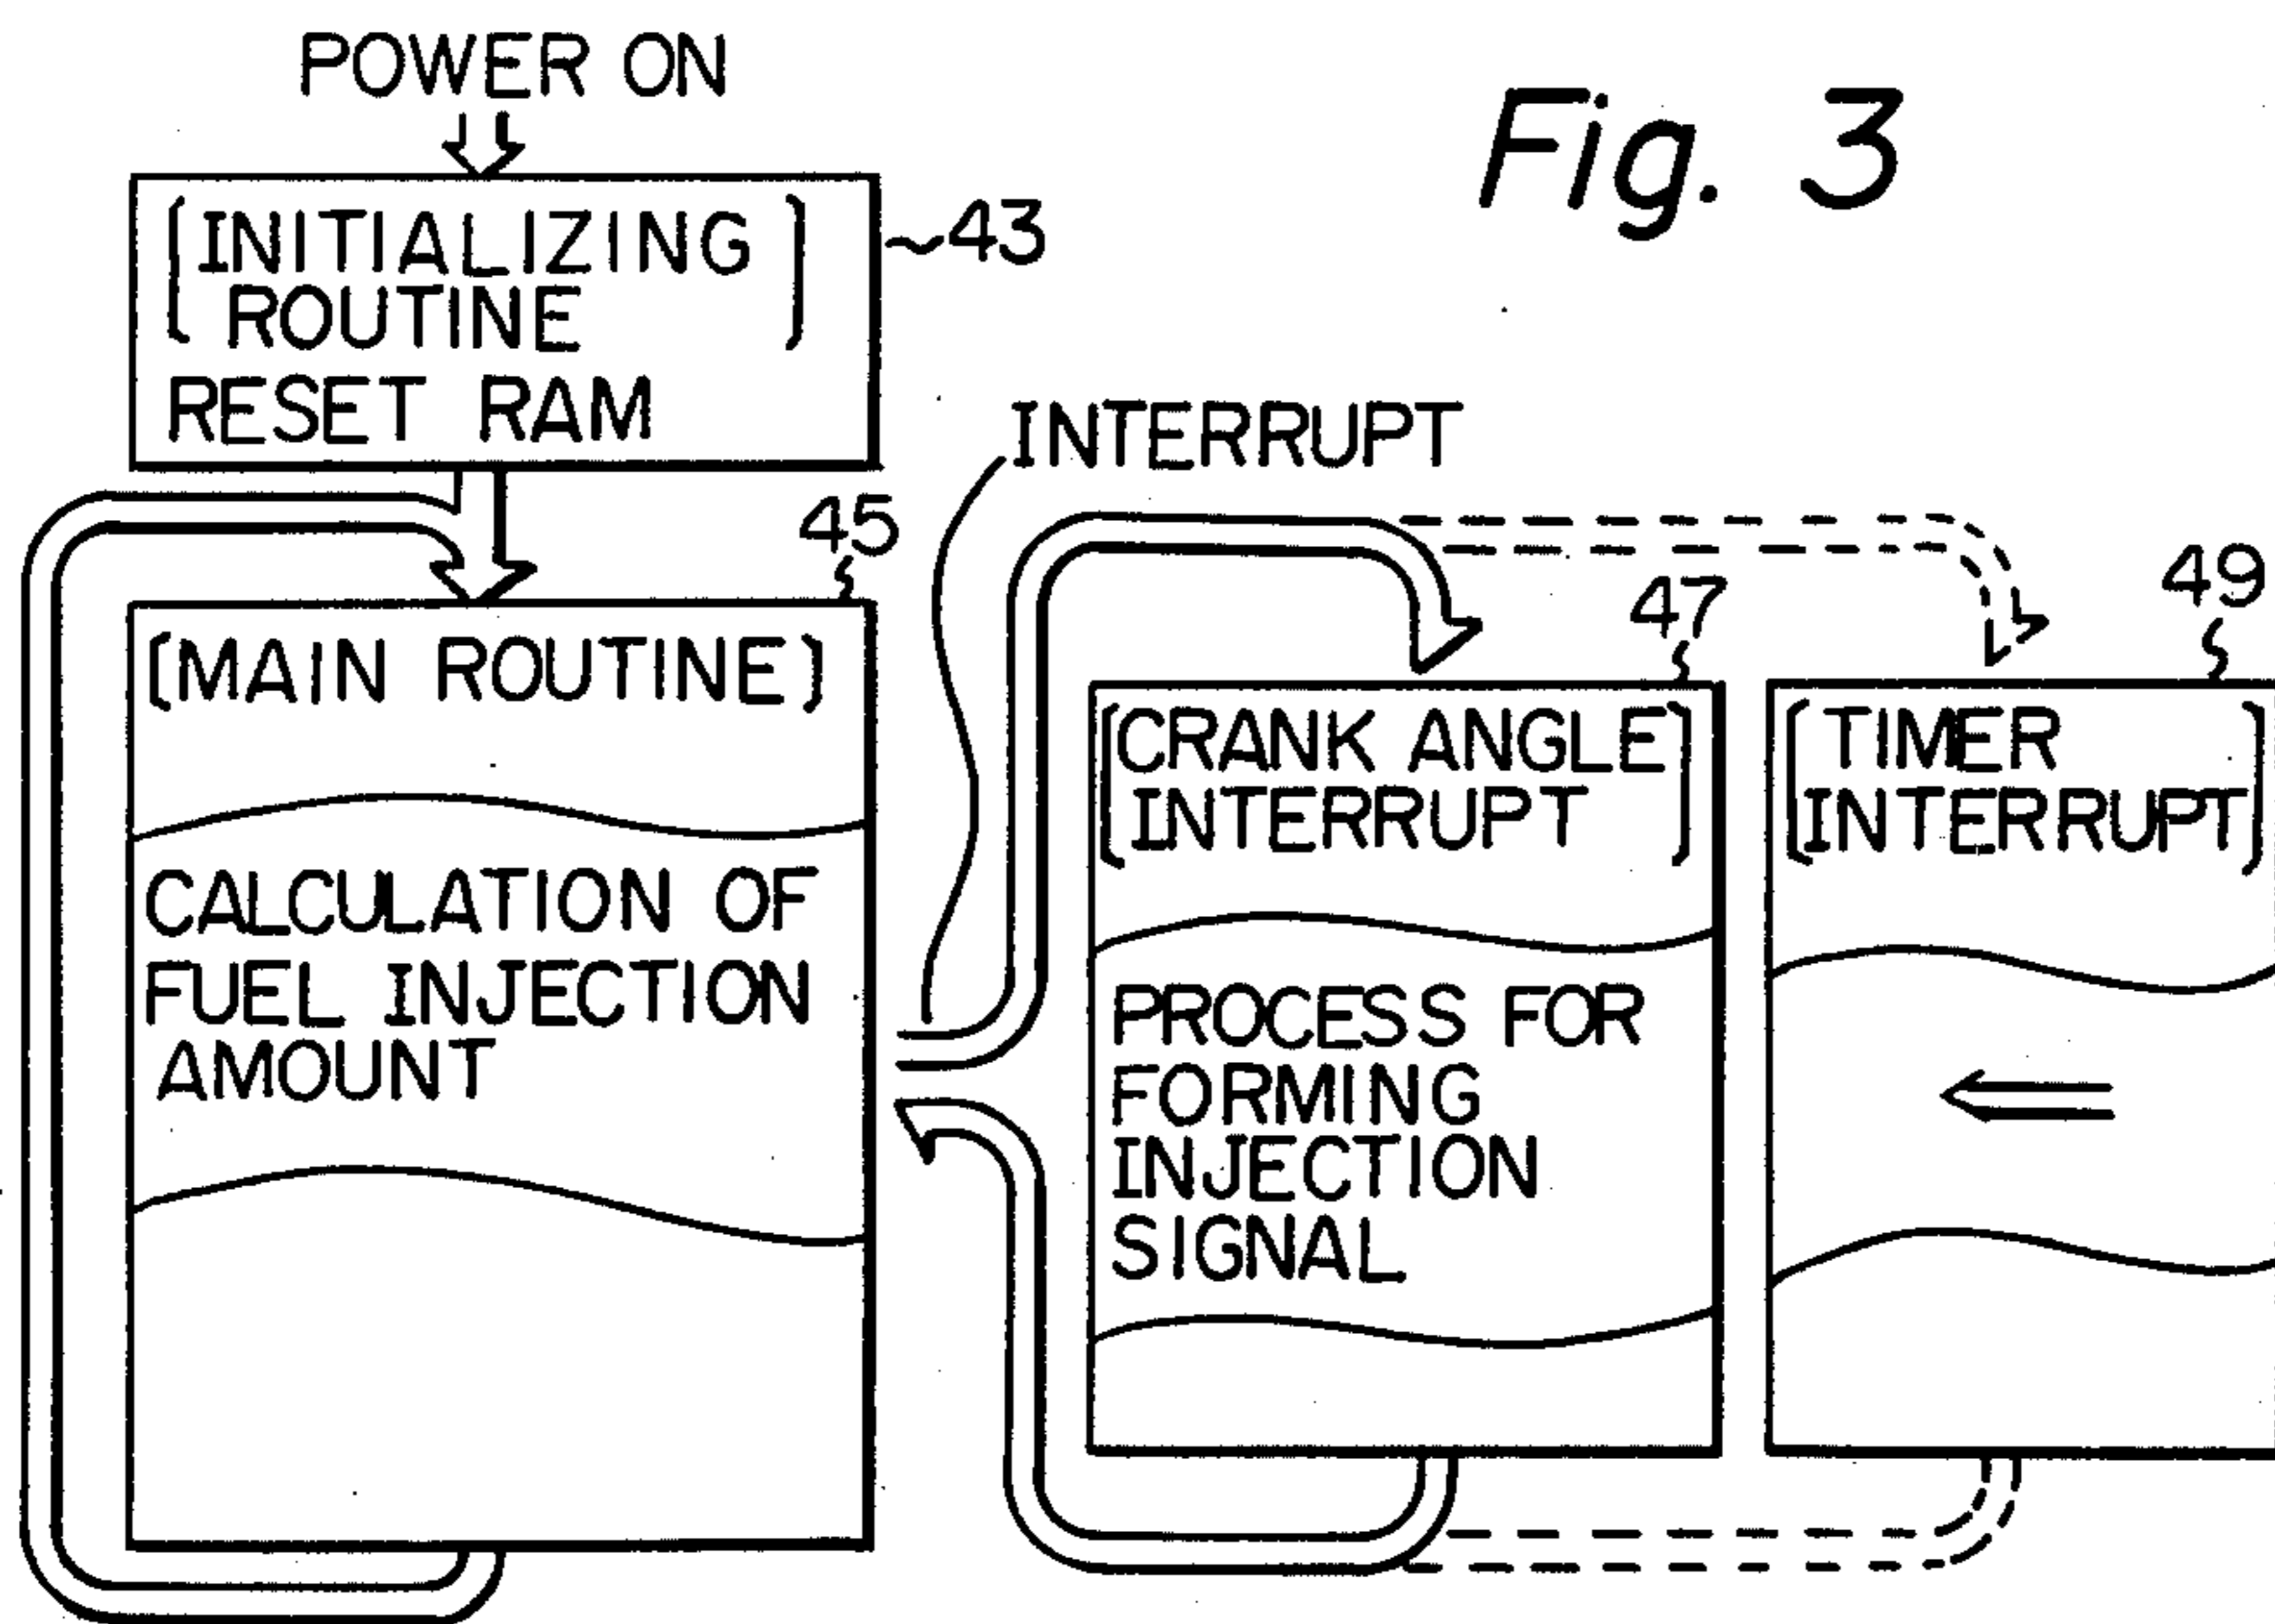 POWER ON
Fig. 3
[INITIALIZING
ROUTINE]
RESET RAM
43
INTERRUPT
45
[MAIN ROUTINE]
CALCULATION OF
FUEL INJECTION
AMOUNT
47
[CRANK ANGLE
INTERRUPT]
PROCESS FOR
FORMING
INJECTION
SIGNAL
49
[TIMER
INTERRUPT]